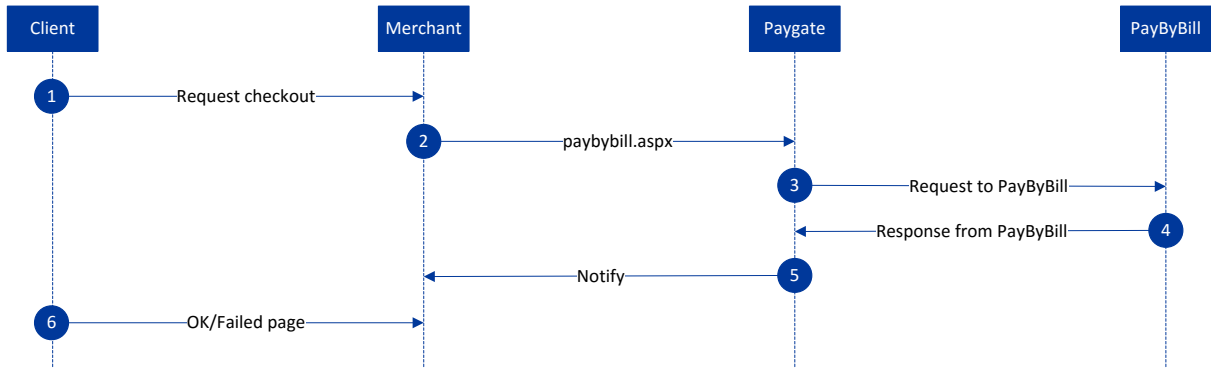 Client
Merchant
Paygate
PayByBill
1
Request checkout
2
paybybill.aspx
3
Request to PayByBill
Response from PayByBill
4
Notify
5
6
OK/Failed page